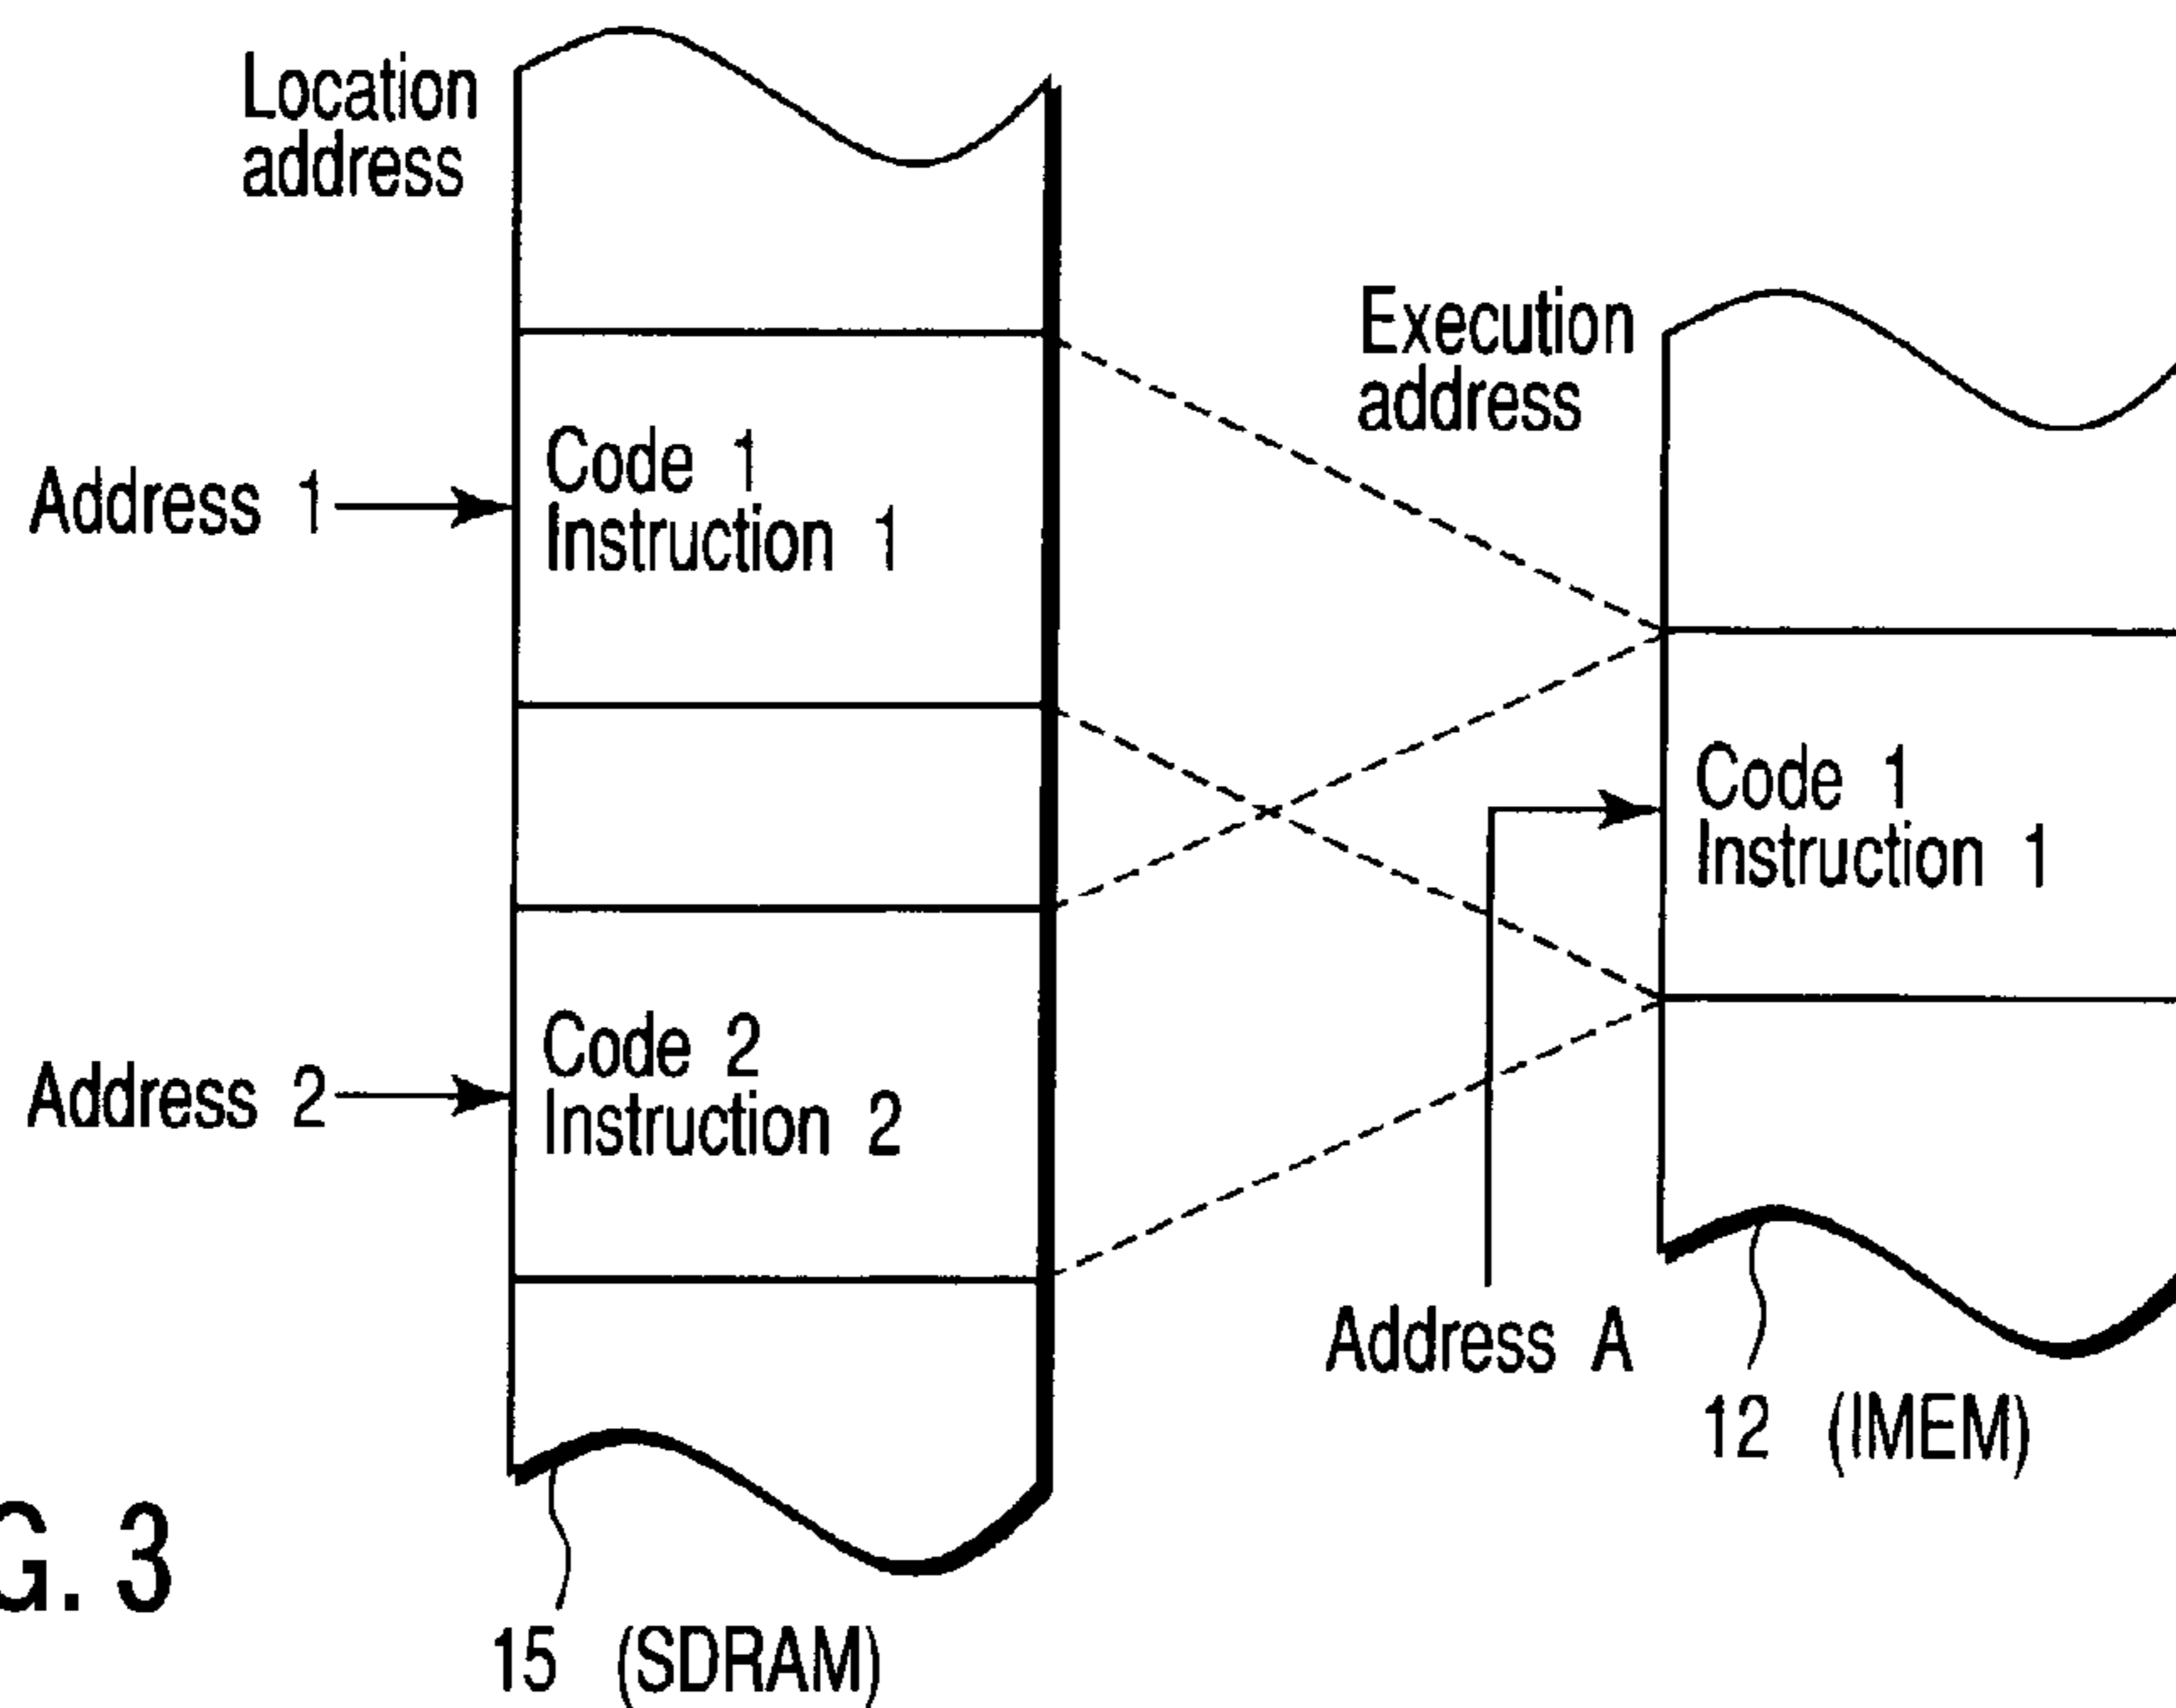 Location
address
Execution
address
Code 1
Instruction 1
Address 1
Code 1
Instruction 1
Code 2
Instruction 2
Address 2
Address A
12 (IMEM)
G. 3
15 (SDRAM)